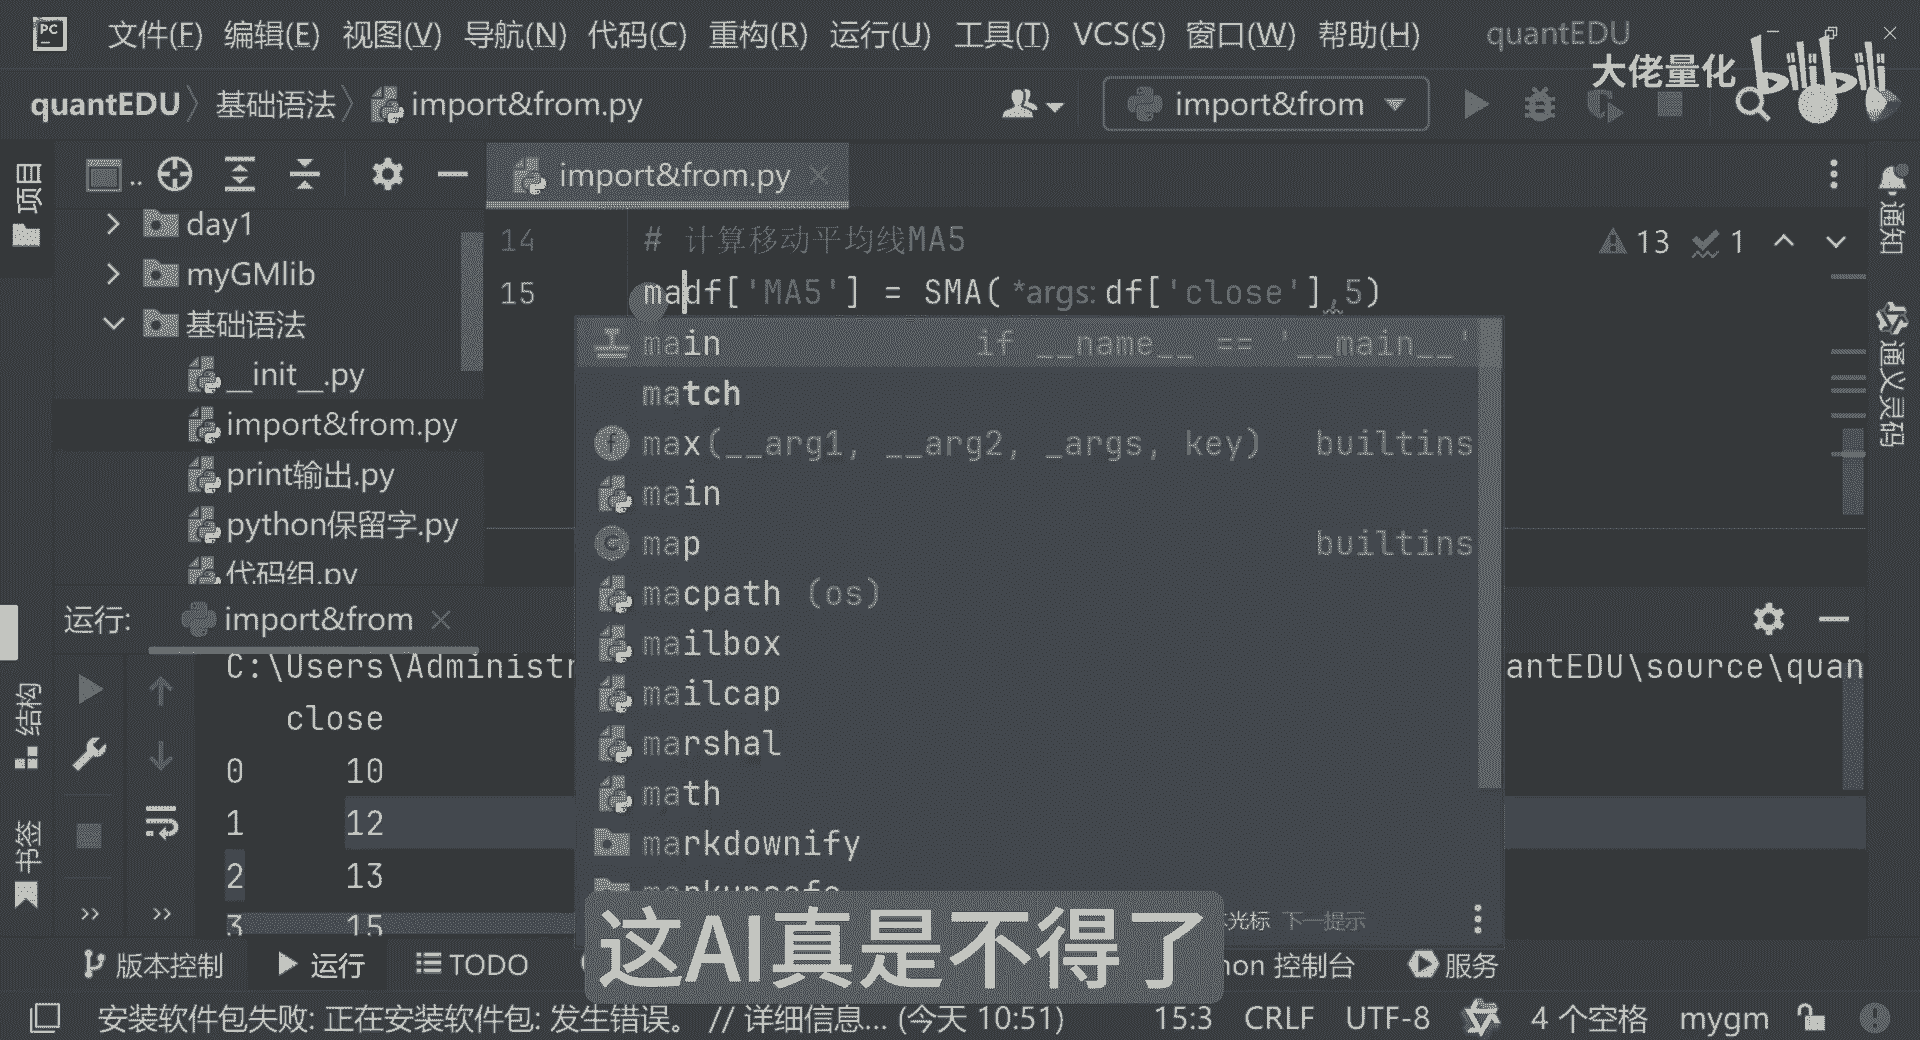 PC 文件(F) 编辑(E) 视图(V) 导航(N) 代码(C) 重构(R) 运行(U) 工具(T) VCS(S) 窗口(W) 帮助(H) quantEDU
大佬量化 bilibili
quantEDU 基础语法 import&from.py import&from
项目
import&from.py
通知
day1
myGMlib
基础语法
__init__.py
import&from.py
print输出.py
python保留字.py
代码组.py
14 # 计算移动平均线MA5
13 1
15 madf['MA5'] = SMA( *args: df['close'],5)
main if __name__ == '__main__'
match
max(__arg1, __arg2, _args, key) builtins
main
map builtins
macpath (os)
mailbox
mailcap
marshal
math
markdownify
markupsafe
光标 下一提示
通义灵码
运行: import&from
C:\Users\Administr
antEDU\source\quan
close
0 10
1 12
2 13
3 15
结构
书签
这AI真是不得了
版本控制 运行 TODO
控制台 服务
安装软件包失败: 正在安装软件包: 发生错误。 // 详细信息... (今天 10:51) 15:3 CRLF UTF-8 4 个空格 mygm